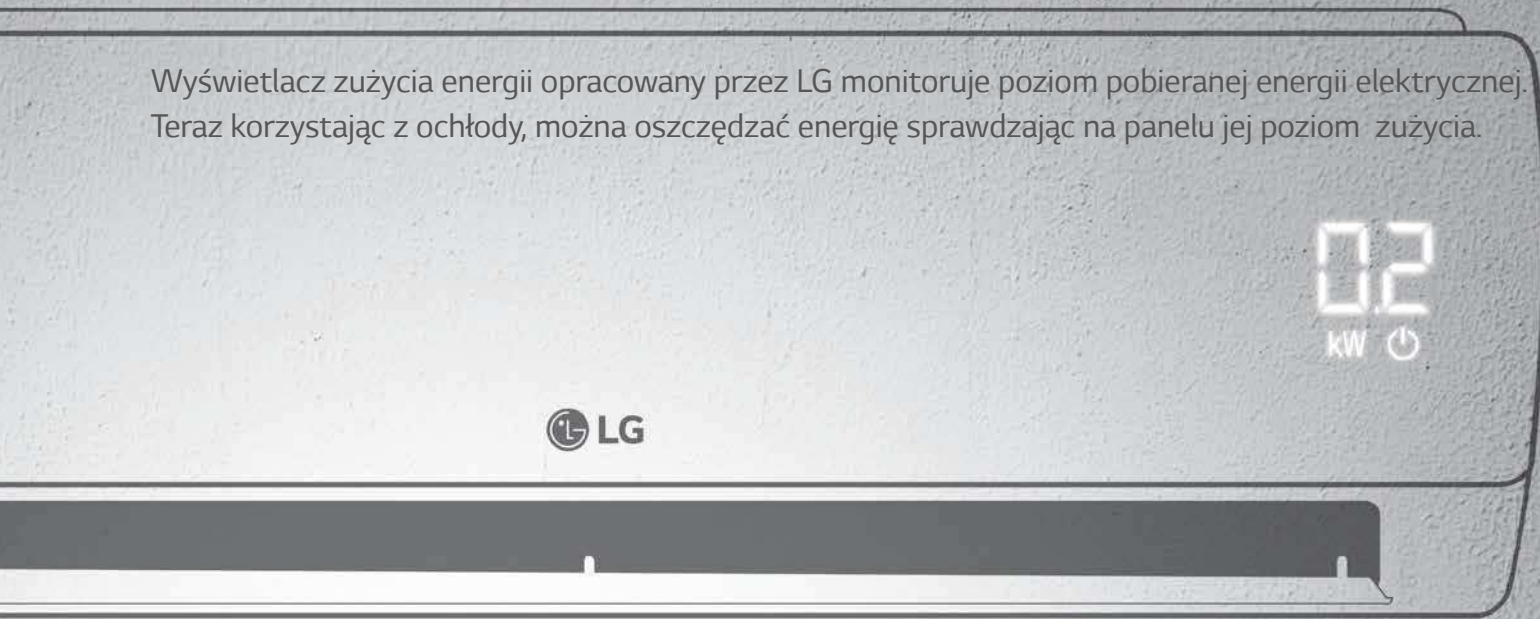 Wyświetlacz zużycia energii opracowany przez LG monitoruje poziom pobieranej energii elektrycznej.
Teraz korzystając z ochłody, można oszczędzać energię sprawdzając na panelu jej poziom zużycia.
0.2
kW
LG